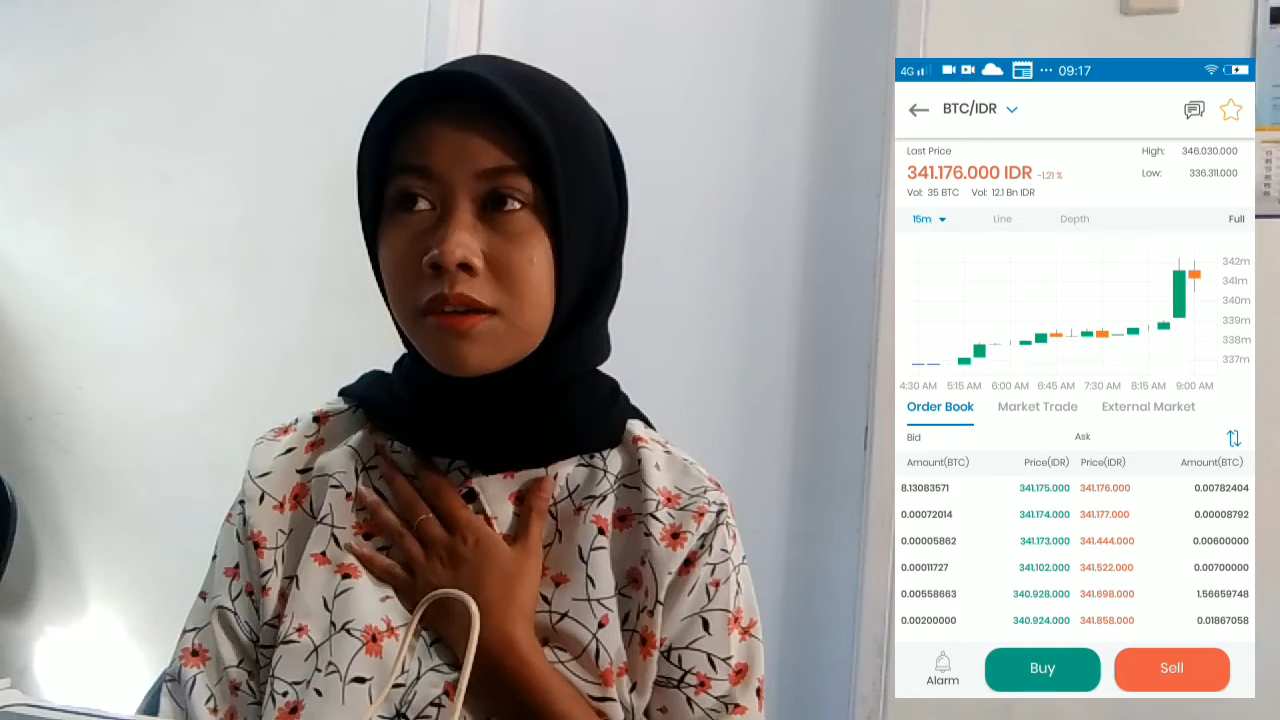 4G 09:17
BTC/IDR
Last Price High: 346.030.000
341.176.000 IDR -1.21 % Low: 336.311.000
Vol: 35 BTC Vol: 12.1 Bn IDR
15m Line Depth Full
342m
341m
340m
339m
338m
337m
4:30 AM 5:15 AM 6:00 AM 6:45 AM 7:30 AM 8:15 AM 9:00 AM
Order Book Market Trade External Market
Bid Ask
Amount(BTC) Price(IDR) Price(IDR) Amount(BTC)
8.13083571 341.175.000 341.176.000 0.00782404
0.00072014 341.174.000 341.177.000 0.00008792
0.00005862 341.173.000 341.444.000 0.00600000
0.00011727 341.102.000 341.522.000 0.00700000
0.00558663 340.928.000 341.698.000 1.56659748
0.00200000 340.924.000 341.858.000 0.01867058
Alarm Buy Sell